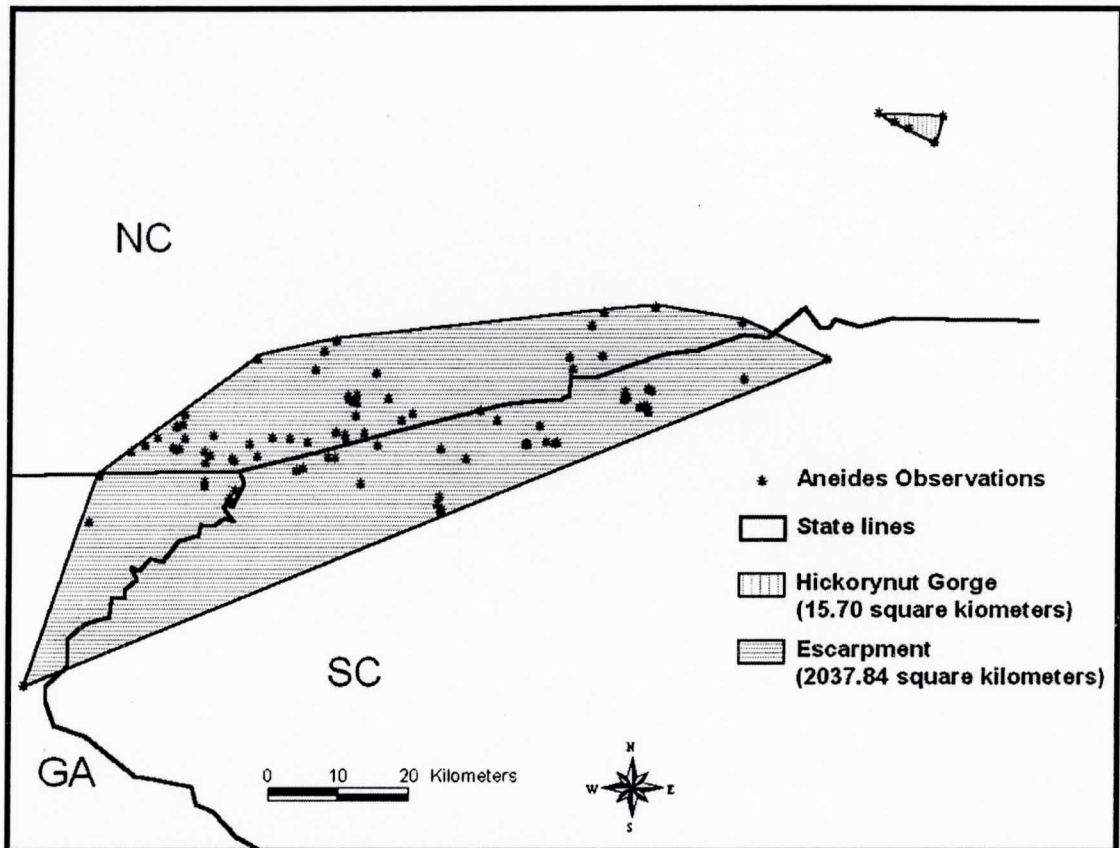 NC
Aneides Observations
State lines
Hickorynut Gorge
(15.70 square kiometers)
Escarpment
(2037.84 square kilometers)
SC
GA
0 10 20 Kilometers
N
W E
S